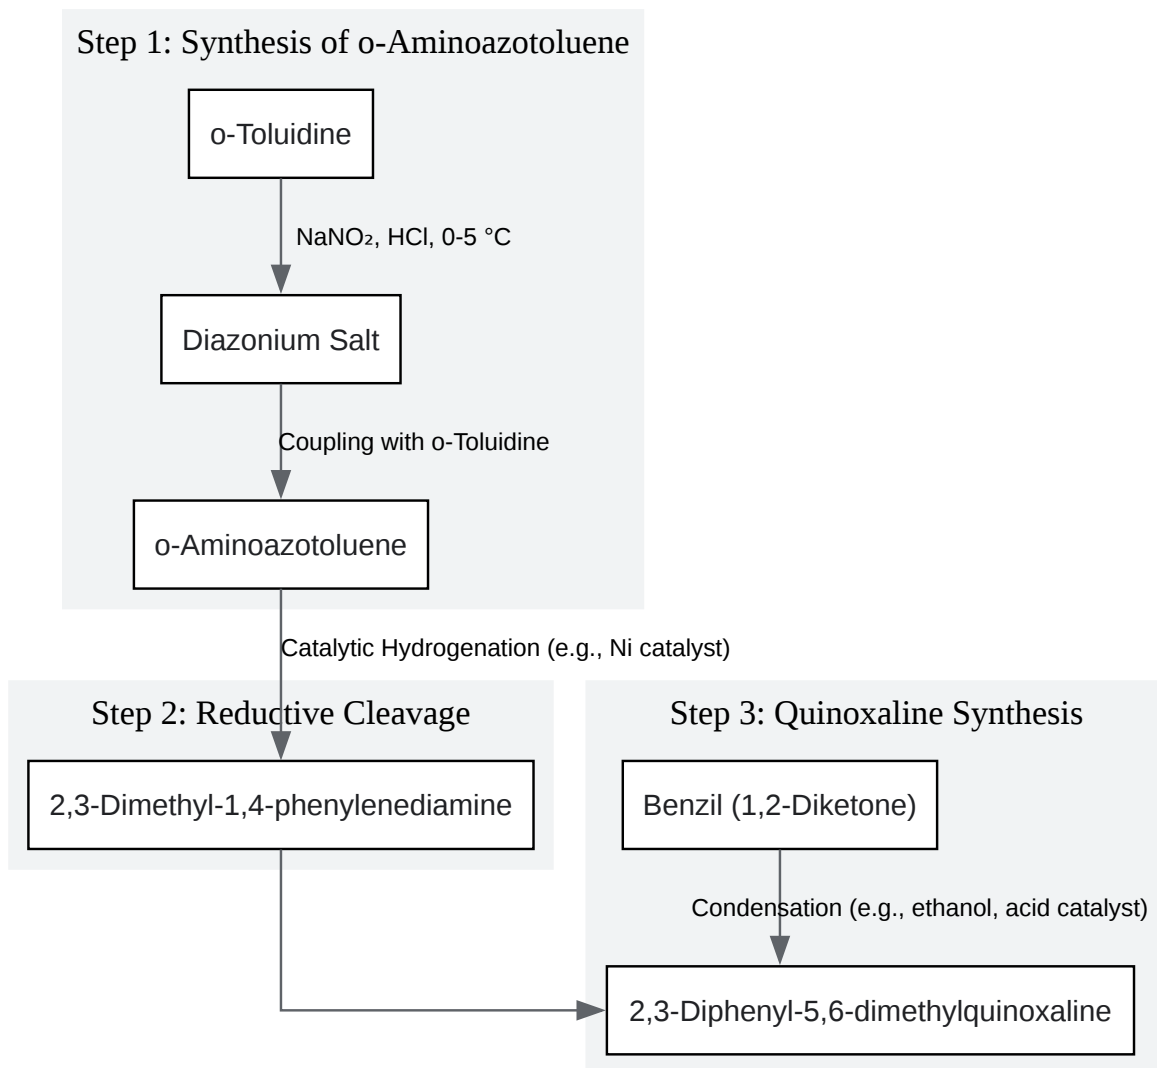 Step 1: Synthesis of o-Aminoazotoluene
o-Toluidine
NaNO₂, HCl, 0-5 °C
Diazonium Salt
Coupling with o-Toluidine
o-Aminoazotoluene
Catalytic Hydrogenation (e.g., Ni catalyst)
Step 2: Reductive Cleavage
2,3-Dimethyl-1,4-phenylenediamine
Step 3: Quinoxaline Synthesis
Benzil (1,2-Diketone)
Condensation (e.g., ethanol, acid catalyst)
2,3-Diphenyl-5,6-dimethylquinoxaline